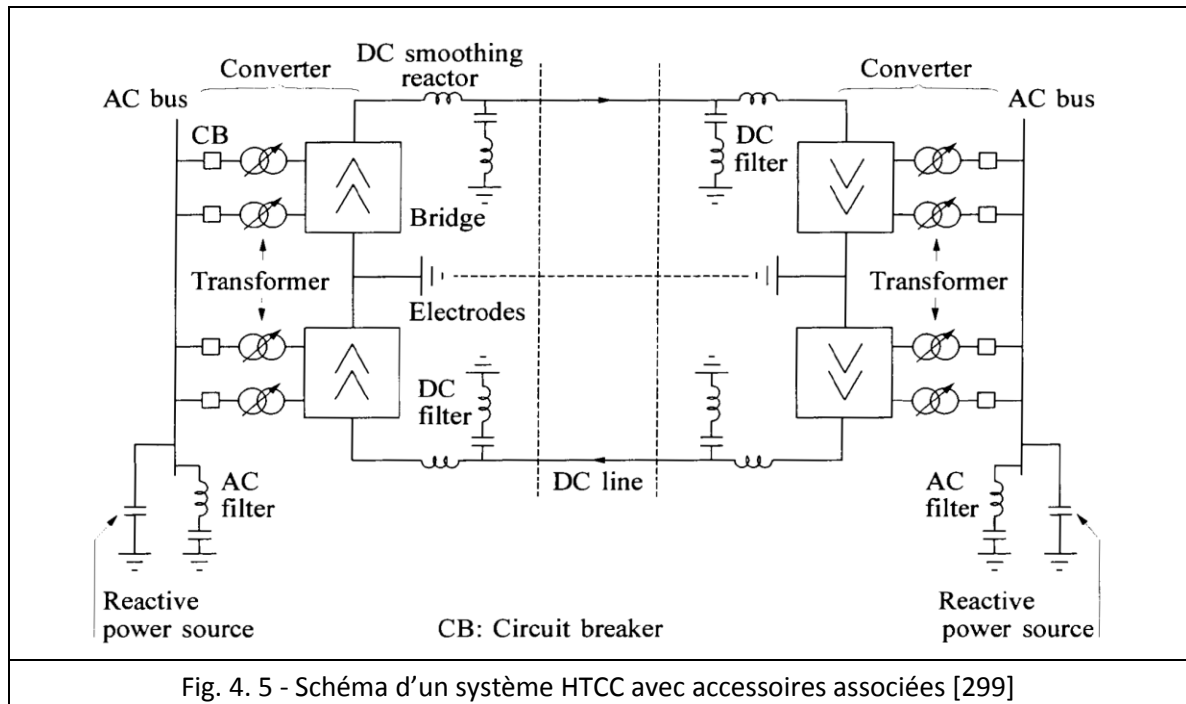 DC smoothing
reactor
Converter
Converter
AC bus
AC bus
CB
DC
filter
Bridge
Transformer
Transformer
Electrodes
DC
filter
DC line
AC
filter
AC
filter
Reactive
power source
Reactive
power source
CB: Circuit breaker
Fig. 4. 5 - Schéma d’un système HTCC avec accessoires associées [299]